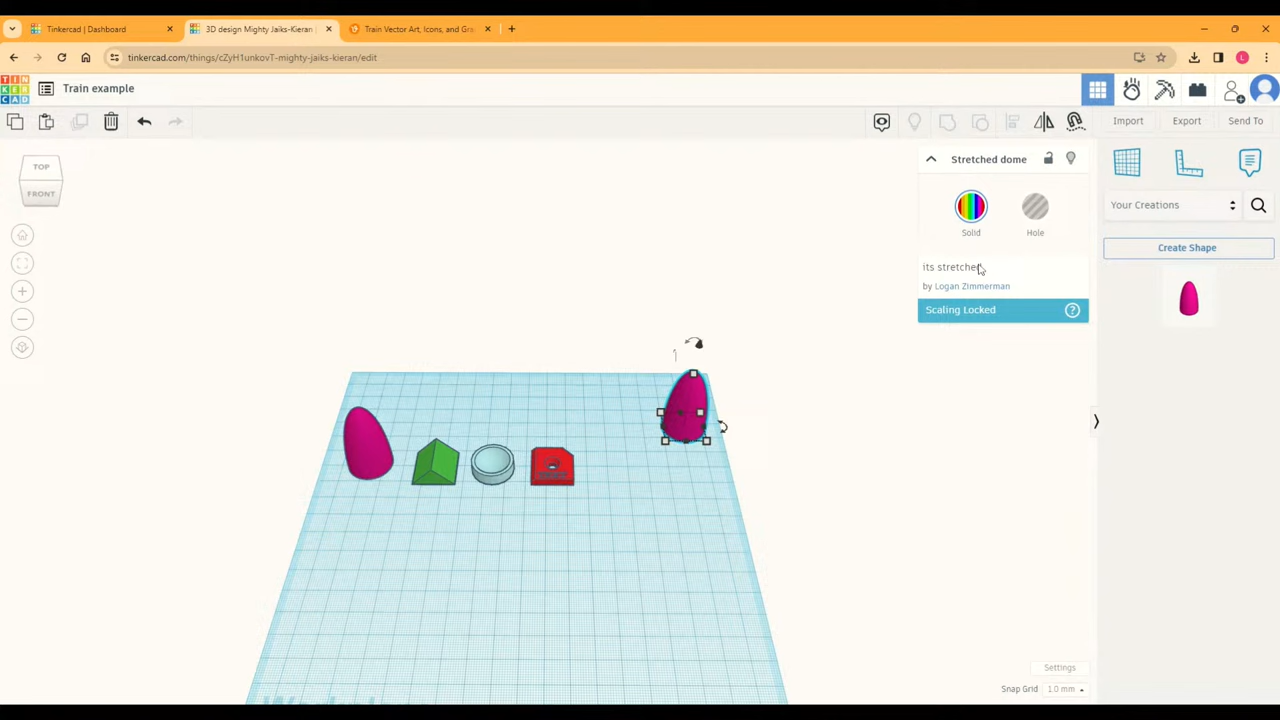 Tinkercad | Dashboard
3D design Mighty Jaiks-Kieran
Train Vector Art, Icons, and Gra
tinkercad.com/things/cZyH1unkovT-mighty-jaiks-kieran/edit
TIN
KER
CAD
Train example
Import
Export
Send To
TOP
FRONT
Stretched dome
Solid
Hole
its stretched
by Logan Zimmerman
Scaling Locked
?
Your Creations
Create Shape
Settings
Snap Grid 1.0 mm